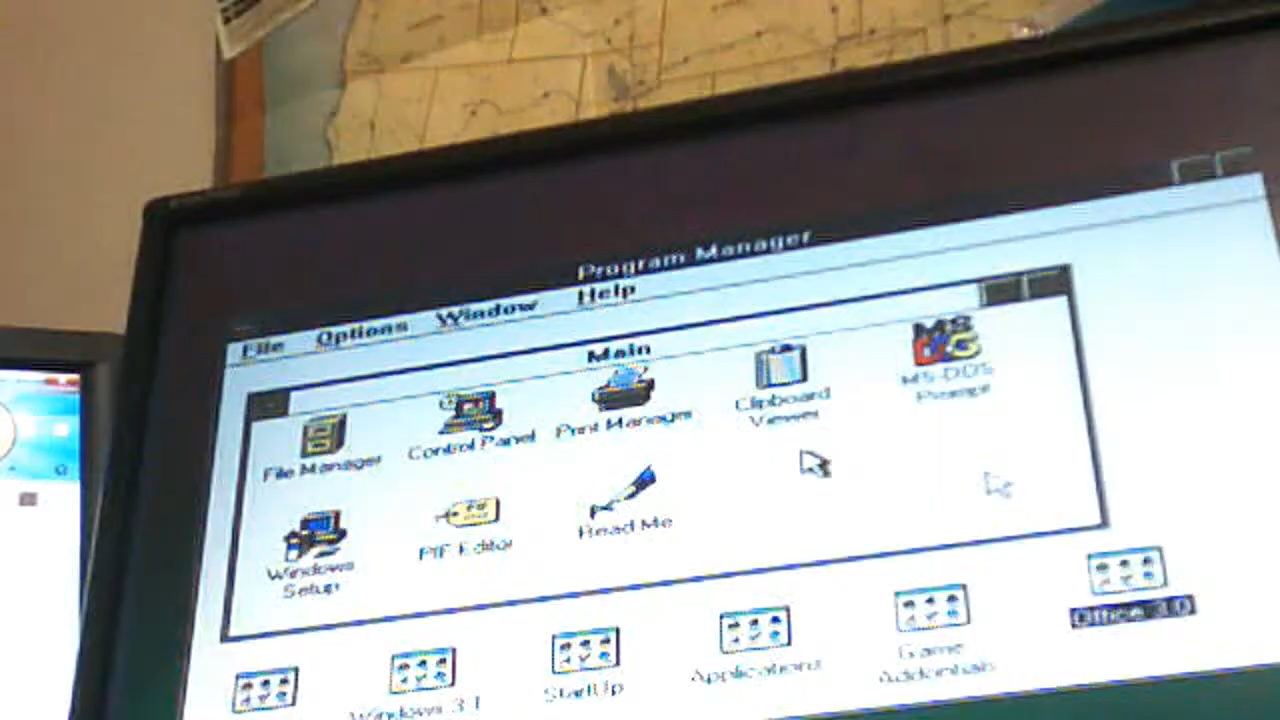 Program Manager
File Options Window Help
Main
File Manager
Control Panel
Print Manager
Clipboard
Viewer
MS-DOS
Prompt
Windows
Setup
PIF Editor
Read Me
Windows 3.1
StartUp
Applications
Game
Office 3.0